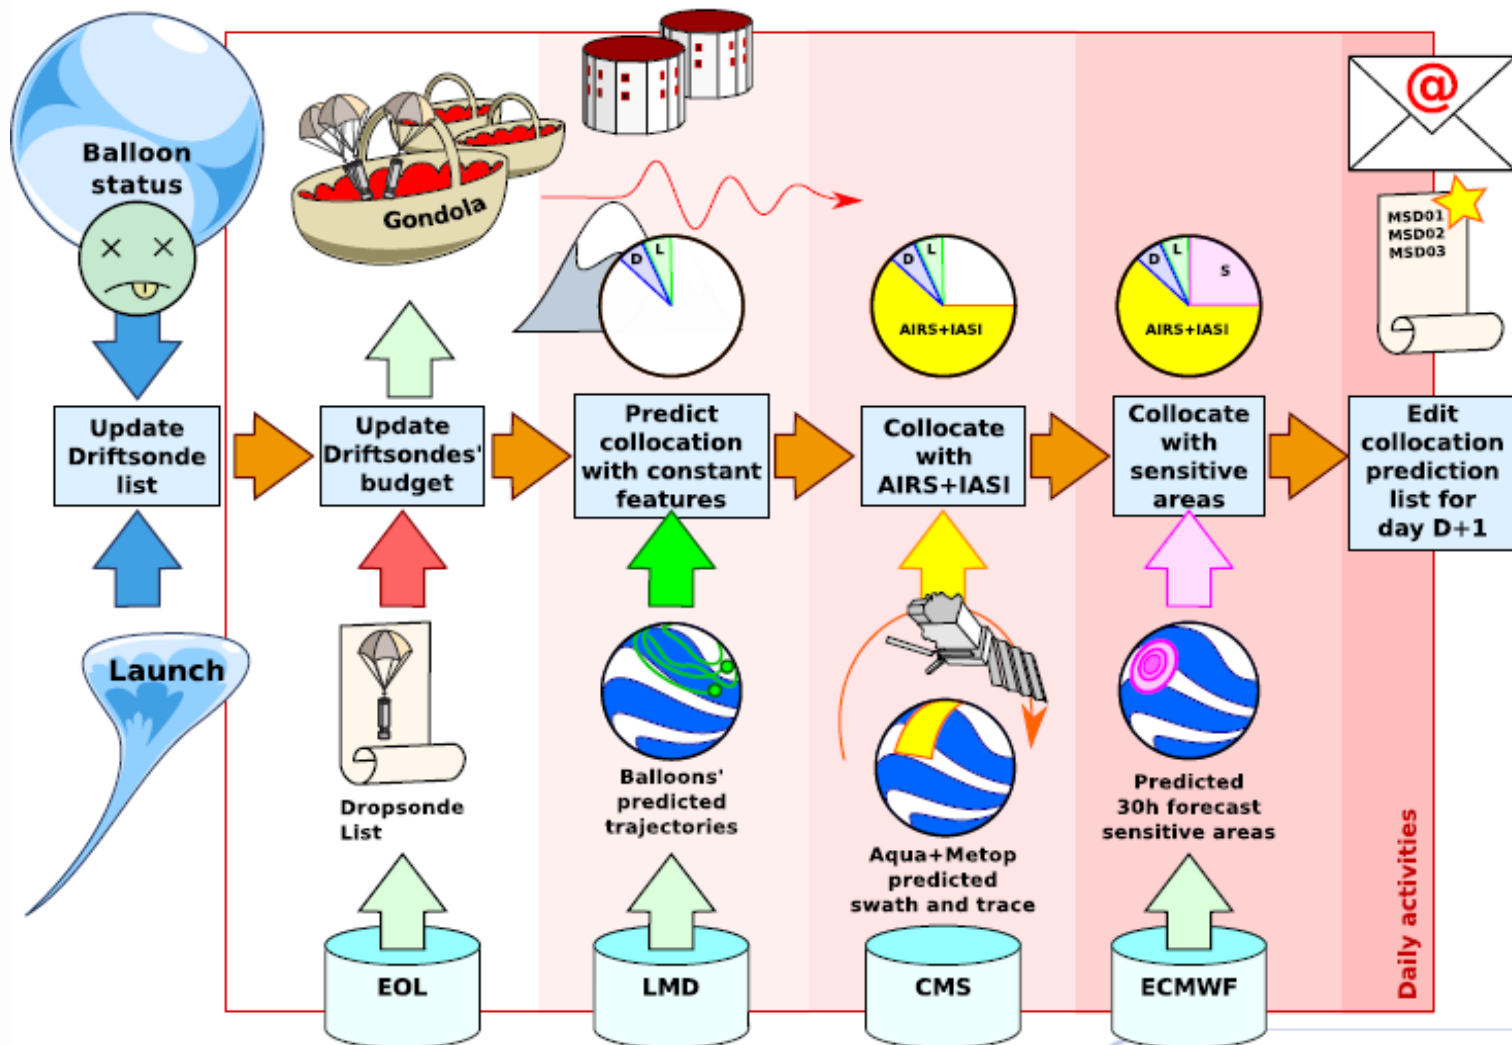 Balloon
status
Gondola
@
MSD01
MSD02
MSD03
D
L
D
L
AIRS+IASI
D
L
S
AIRS+IASI
Update
Driftsonde
list
Update
Driftsondes'
budget
Predict
collocation
with constant
features
Collocate
with
AIRS+IASI
Collocate
with
sensitive
areas
Edit
collocation
prediction
list for
day D+1
Launch
Dropsonde
List
Balloons'
predicted
trajectories
Aqua+Metop
predicted
swath and trace
Predicted
30h forecast
sensitive areas
Daily activities
EOL
LMD
CMS
ECMWF